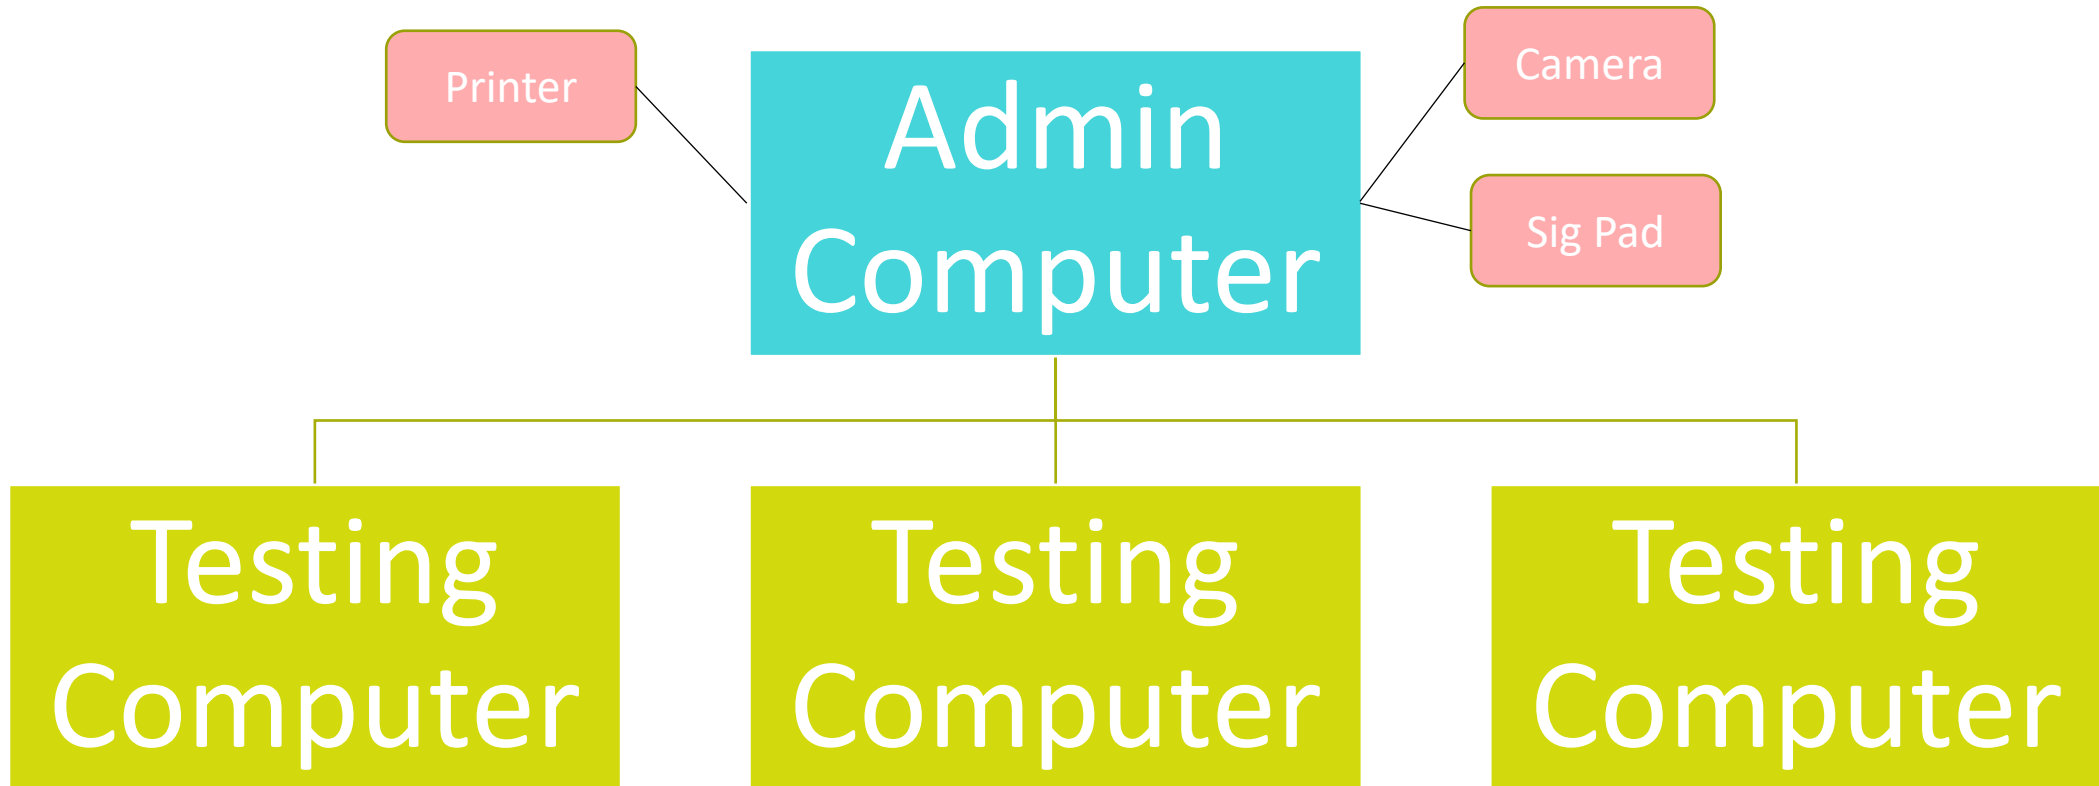 Printer
Admin
Computer
Camera
Sig Pad
Testing
Computer
Testing
Computer
Testing
Computer